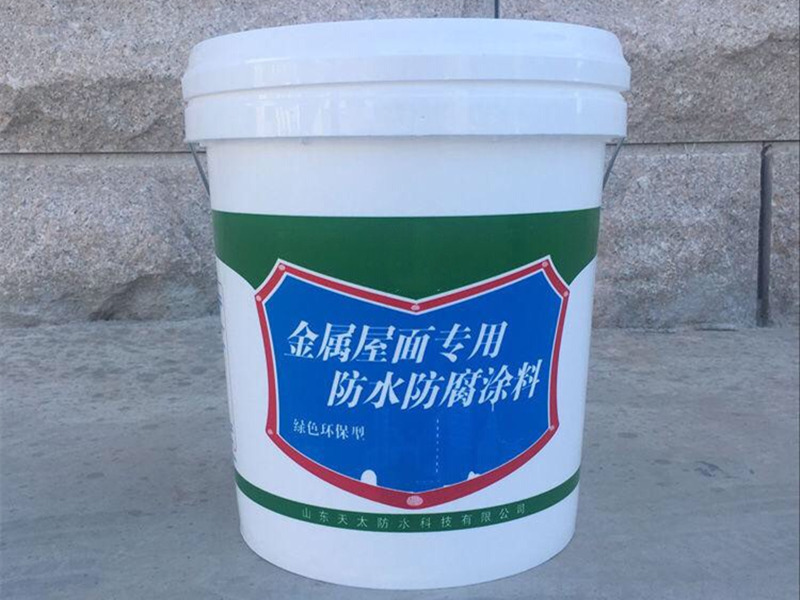 金属屋面专用
防水防腐涂料
绿色环保型
山东天太防水科技有限公司